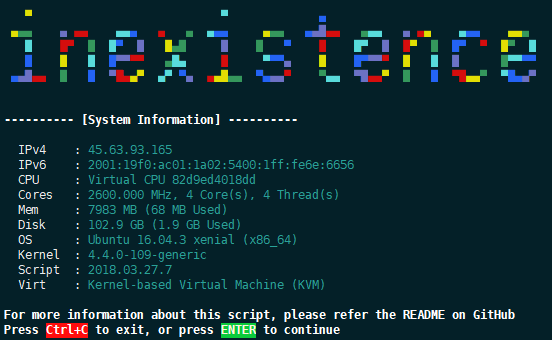 inexistence
---------- [System Information] ----------
IPv4 : 45.63.93.165
IPv6 : 2001:19f0:ac01:1a02:5400:1ff:fe6e:6656
CPU : Virtual CPU 82d9ed4018dd
Cores : 2600.000 MHz, 4 Core(s), 4 Thread(s)
Mem : 7983 MB (68 MB Used)
Disk : 102.9 GB (1.9 GB Used)
OS : Ubuntu 16.04.3 xenial (x86_64)
Kernel : 4.4.0-109-generic
Script : 2018.03.27.7
Virt : Kernel-based Virtual Machine (KVM)
For more information about this script, please refer the README on GitHub
Press Ctrl+C to exit, or press ENTER to continue